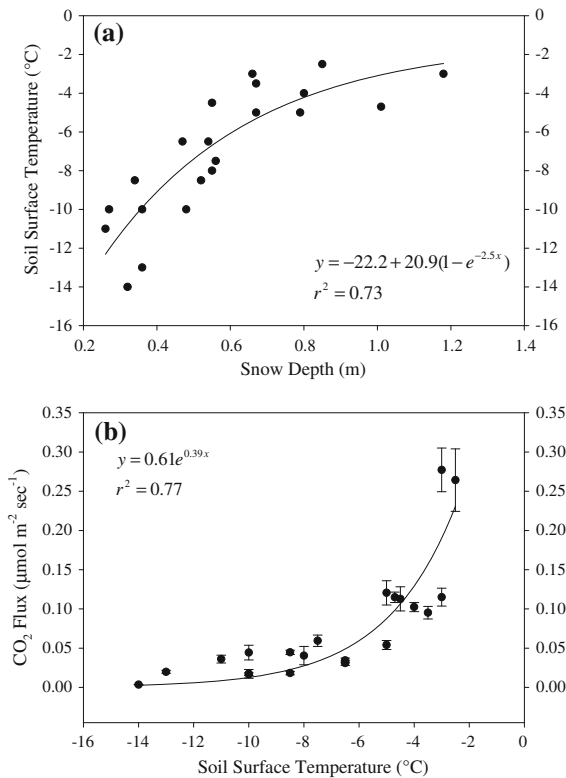 (a)
0
-2
-4
-6
-8
-10
-12
-14
-16
0
-2
-4
-6
-8
-10
-12
-14
-16
Soil Surface Temperature (°C)
y = −22.2 + 20.9(1 − e^{−2.5x})
r² = 0.73
0.2 0.4 0.6 0.8 1.0 1.2 1.4
Snow Depth (m)
(b)
0.35
0.30
0.25
0.20
0.15
0.10
0.05
0.00
0.35
0.30
0.25
0.20
0.15
0.10
0.05
0.00
y = 0.61e^{0.39x}
r² = 0.77
CO₂ Flux (μmol m⁻² sec⁻¹)
-16 -14 -12 -10 -8 -6 -4 -2 0
Soil Surface Temperature (°C)